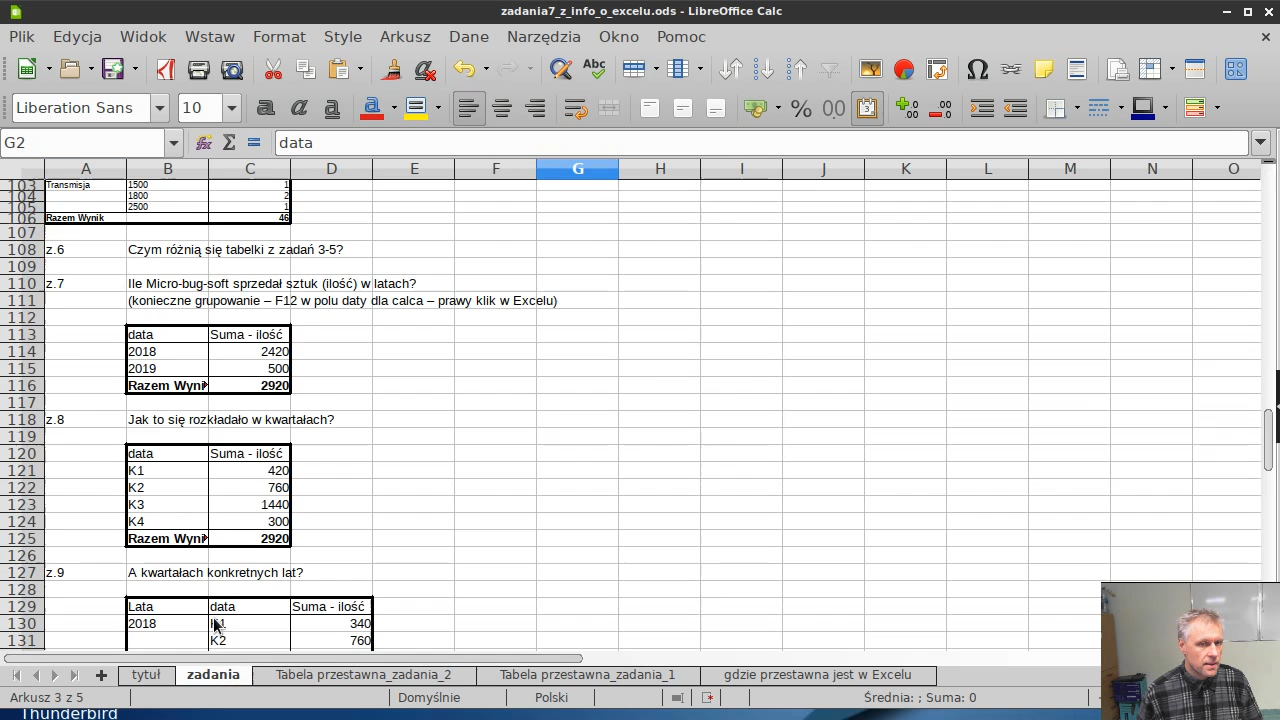 zadania7_z_info_o_excelu.ods - LibreOffice Calc
Plik Edycja Widok Wstaw Format Style Arkusz Dane Narzędzia Okno Pomoc
Liberation Sans 10
G2 data
A B C D E F G H I J K L M N O
103 Transmisja 1500 1
104 1800 2
105 2500 1
106 Razem Wynik 46
107
108 z.6 Czym różnią się tabelki z zadań 3-5?
109
110 z.7 Ile Micro-bug-soft sprzedał sztuk (ilość) w latach?
111 (konieczne grupowanie – F12 w polu daty dla calca – prawy klik w Excelu)
112
113 data Suma - ilość
114 2018 2420
115 2019 500
116 Razem Wyni 2920
117
118 z.8 Jak to się rozkładało w kwartałach?
119
120 data Suma - ilość
121 K1 420
122 K2 760
123 K3 1440
124 K4 300
125 Razem Wyni 2920
126
127 z.9 A kwartałach konkretnych lat?
128
129 Lata data Suma - ilość
130 2018 K1 340
131 K2 760
tytuł zadania Tabela przestawna_zadania_2 Tabela przestawna_zadania_1 gdzie przestawna jest w Excelu
Arkusz 3 z 5 Domyślnie Polski Średnia: ; Suma: 0
Thunderbird